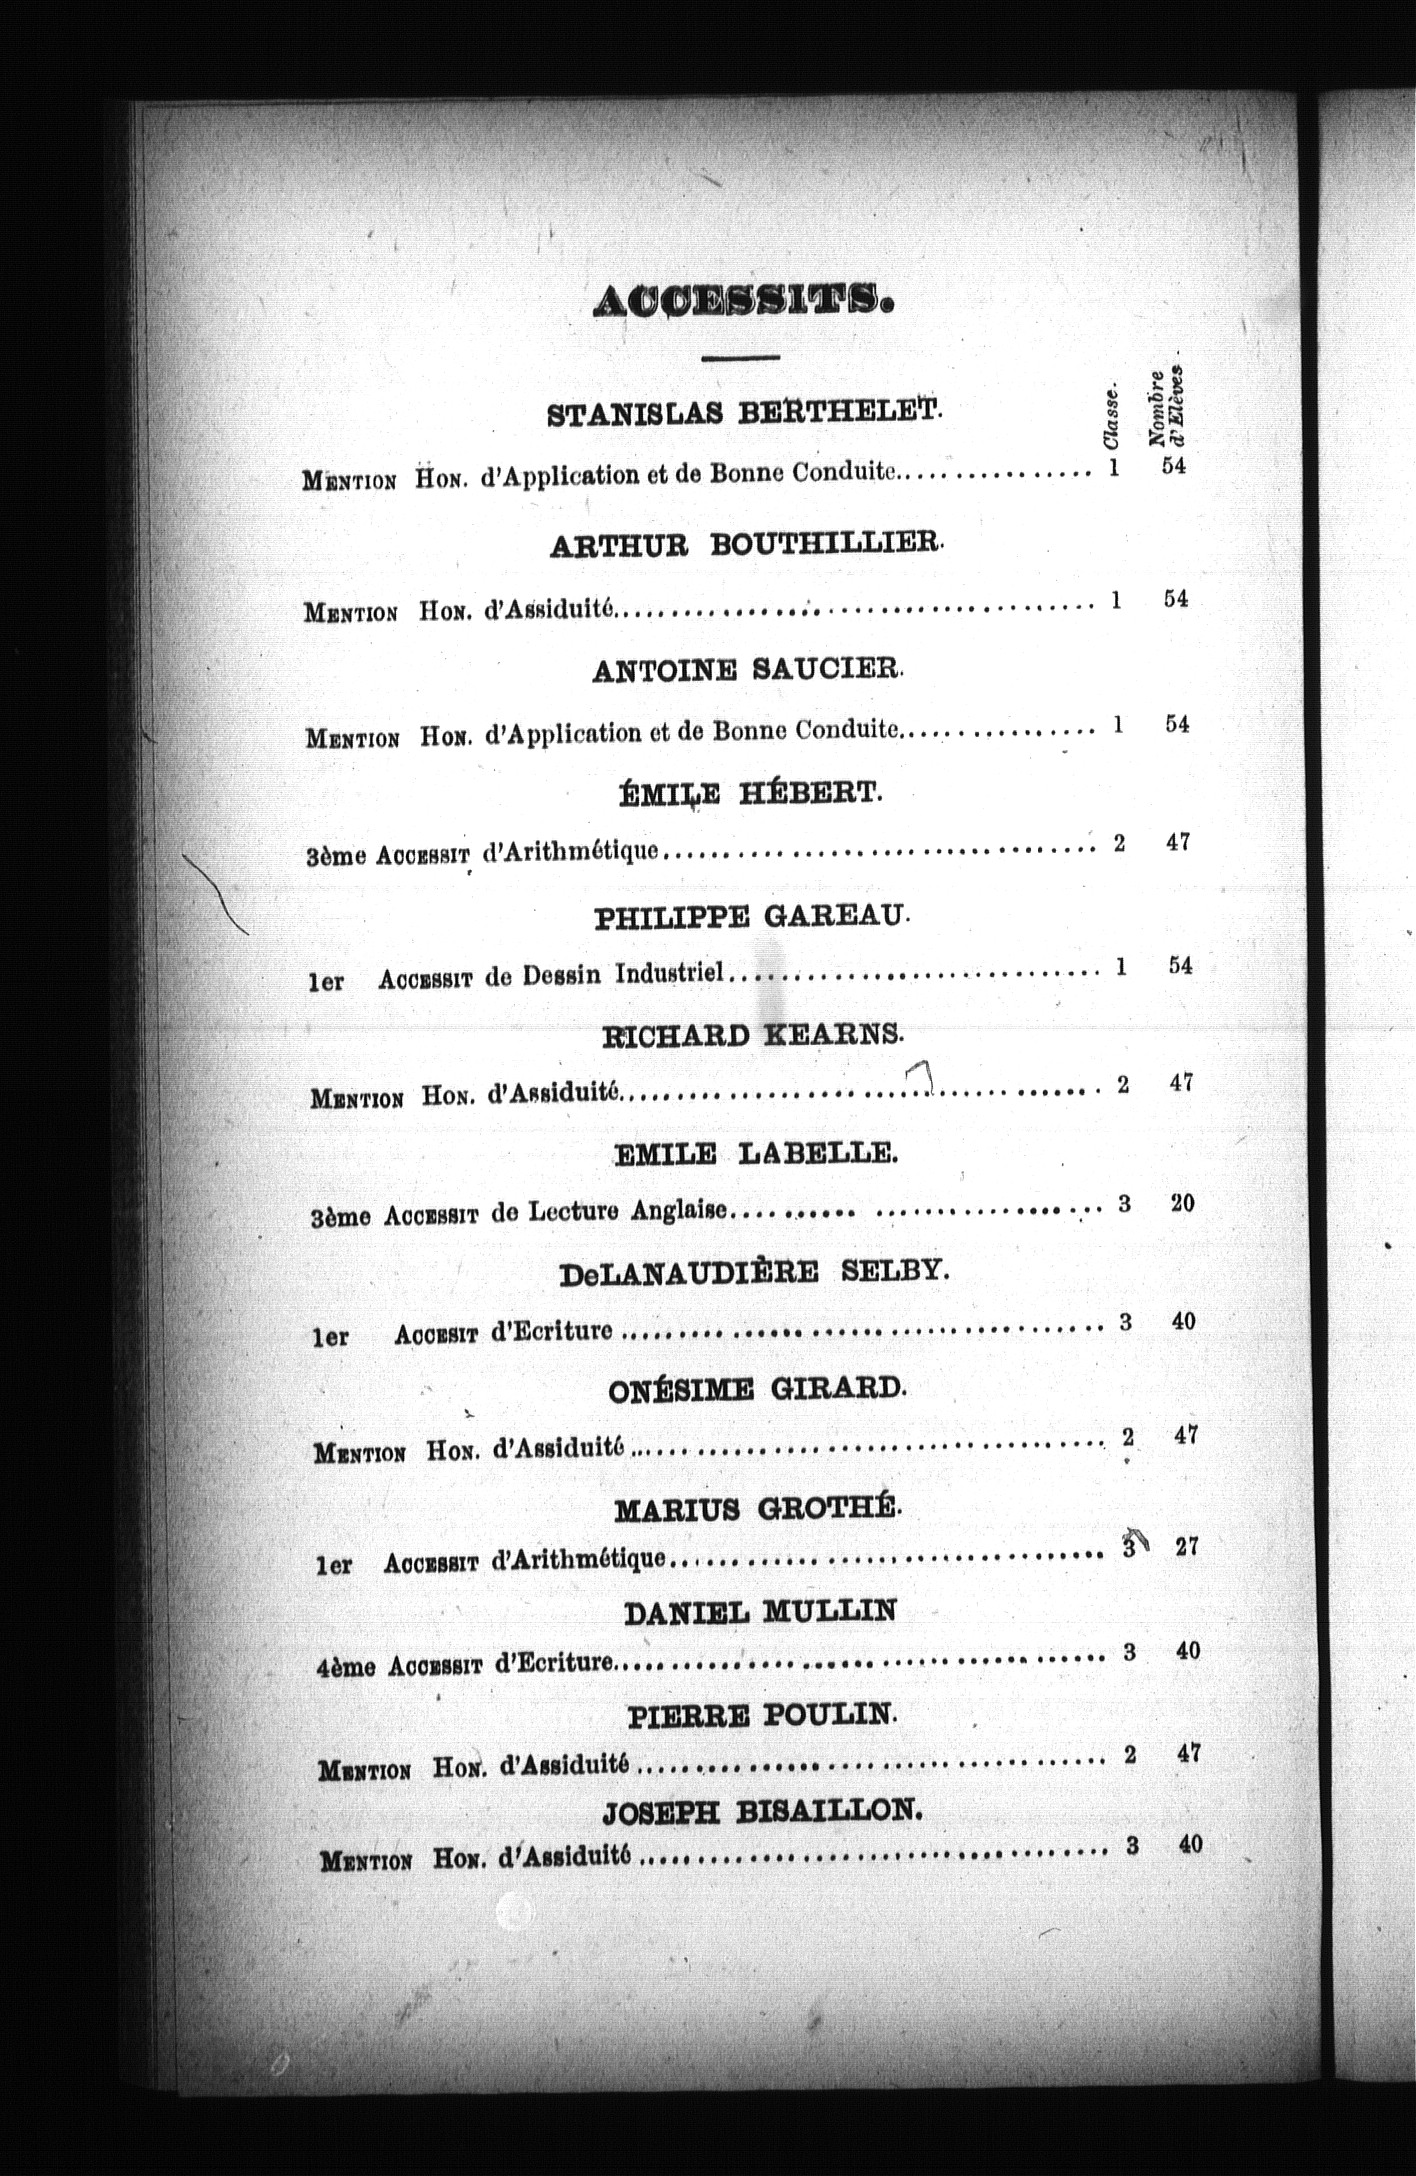 ACCESSITS.
Classe.
Nombre
d'Elèves.
STANISLAS BERTHELET.
MENTION HON. d'Application et de Bonne Conduite................ 1 54
ARTHUR BOUTHILLIER.
MENTION HON. d'Assiduité...................................... 1 54
ANTOINE SAUCIER.
MENTION HON. d'Application et de Bonne Conduite................ 1 54
ÉMILE HÉBERT.
3ème ACCESSIT d'Arithmétique.................................. 2 47
PHILIPPE GAREAU.
1er ACCESSIT de Dessin Industriel............................. 1 54
RICHARD KEARNS.
MENTION HON. d'Assiduité...................................... 2 47
EMILE LABELLE.
3ème ACCESSIT de Lecture Anglaise.......... .................. 3 20
DeLANAUDIÈRE SELBY.
1er ACCESIT d'Ecriture ...................................... 3 40
ONÉSIME GIRARD.
MENTION HON. d'Assiduité ..................................... 2 47
MARIUS GROTHÉ.
1er ACCESSIT d'Arithmétique.................................. 3 27
DANIEL MULLIN
4ème ACCESSIT d'Ecriture...................................... 3 40
PIERRE POULIN.
MENTION HON. d'Assiduité ..................................... 2 47
JOSEPH BISAILLON.
MENTION HON. d'Assiduité ..................................... 3 40